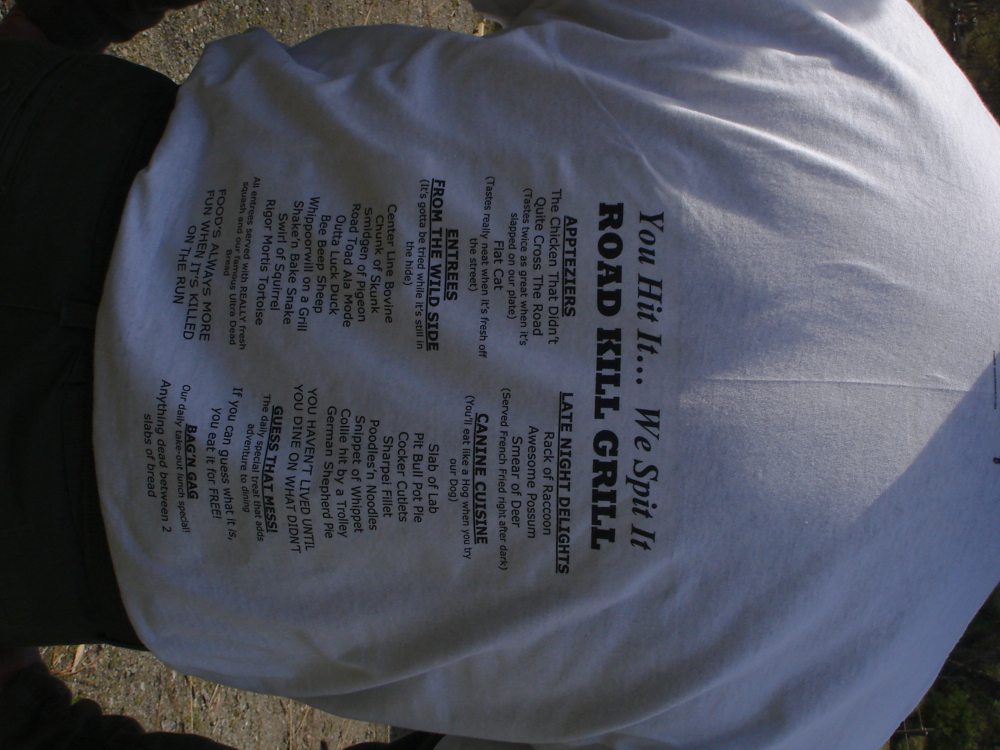 You Hit It... We Spit It
ROAD KILL GRILL
APPTEZIERS
The Chicken That Didn't
Quite Cross The Road
(Tastes twice as great when it's
slapped on our plate)
Flat Cat
(Tastes really neat when it's fresh off
the street)
ENTREES
FROM THE WILD SIDE
(It's gotta be tried while it's still in
the hide)
Center Line Bovine
Chunk of Skunk
Smidgen of Pigeon
Road Toad Ala Mode
Outta Luck Duck
Bee Beep Sheep
Whippoorwill on a Grill
Shake'n Bake Snake
Swirl of Squirrel
Rigor Mortis Tortoise
All entrees served with REALLY fresh
squash and our famous Ultra Dead
bread
FOOD'S ALWAYS MORE
FUN WHEN IT'S KILLED
ON THE RUN
LATE NIGHT DELIGHTS
Rack of Raccoon
Awesome Possum
Smear of Deer
(Served French Fried right after dark)
CANINE CUISINE
(You'll eat like a Hog when you try
our Dog)
Slab of Lab
Pit Bull Pot Pie
Cocker Cutlets
Sharpei Fillet
Poodles'n Noodles
Snippet of Whippet
Collie hit by a Trolley
German Shepherd Pie
YOU HAVEN'T LIVED UNTIL
YOU DINE ON WHAT DIDN'T
GUESS THAT MESS!
The daily special treat that adds
adventure to dining
If you can guess what it is,
you eat it for FREE!
BAG'N GAG
Our daily take-out lunch special!
Anything dead between 2
slabs of bread